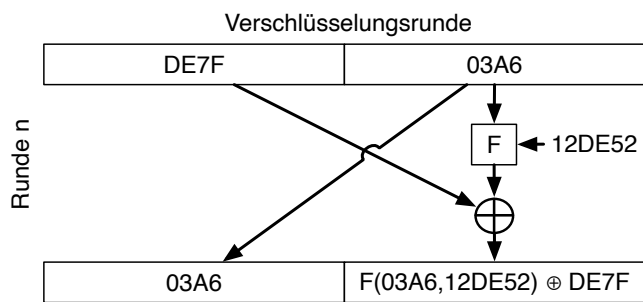 Verschlüsselungsrunde
DE7F 03A6
Runde n
F 12DE52
03A6 F(03A6,12DE52) ⊕ DE7F